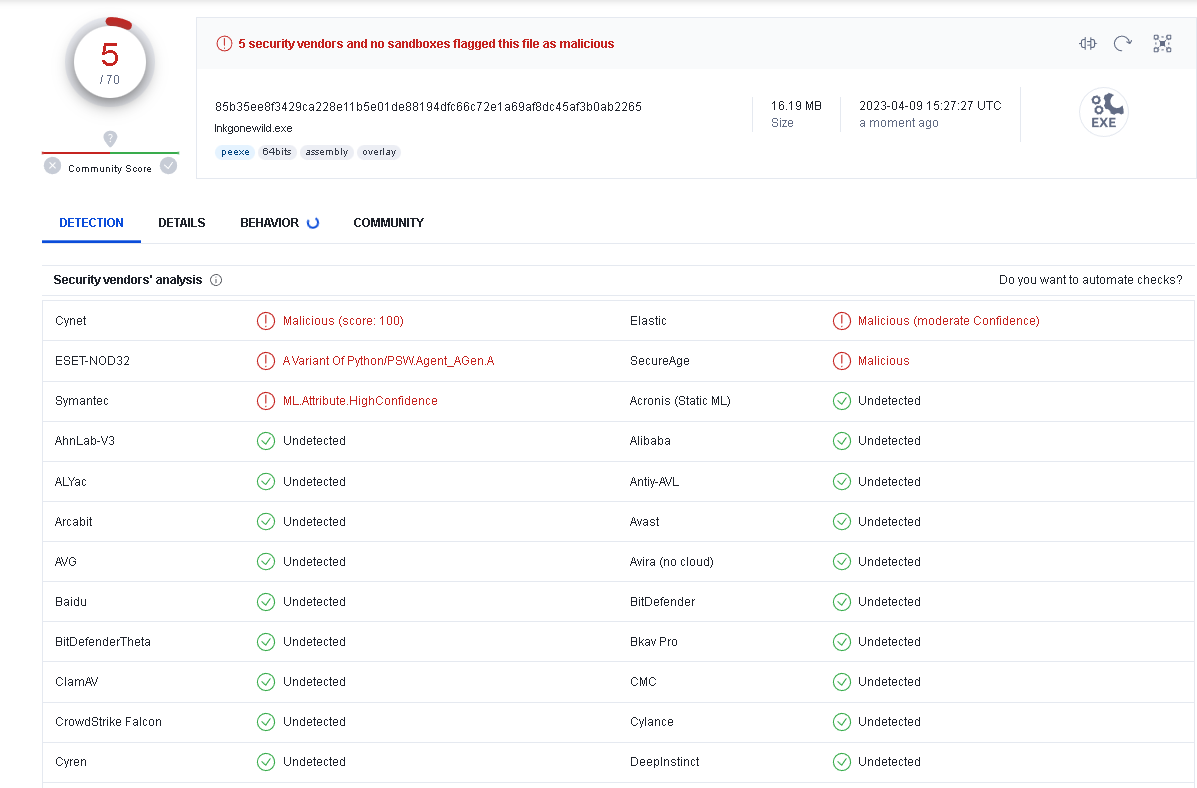 5
/ 70
?
Community Score
5 security vendors and no sandboxes flagged this file as malicious
85b35ee8f3429ca228e11b5e01de88194dfc66c72e1a69af8dc45af3b0ab2265
lnkgonewild.exe
peexe 64bits assembly overlay
16.19 MB
Size
2023-04-09 15:27:27 UTC
a moment ago
EXE
DETECTION DETAILS BEHAVIOR COMMUNITY
Security vendors' analysis Do you want to automate checks?
Cynet Malicious (score: 100) Elastic Malicious (moderate Confidence)
ESET-NOD32 A Variant Of Python/PSW.Agent_AGen.A SecureAge Malicious
Symantec ML.Attribute.HighConfidence Acronis (Static ML) Undetected
AhnLab-V3 Undetected Alibaba Undetected
ALYac Undetected Antiy-AVL Undetected
Arcabit Undetected Avast Undetected
AVG Undetected Avira (no cloud) Undetected
Baidu Undetected BitDefender Undetected
BitDefenderTheta Undetected Bkav Pro Undetected
ClamAV Undetected CMC Undetected
CrowdStrike Falcon Undetected Cylance Undetected
Cyren Undetected DeepInstinct Undetected